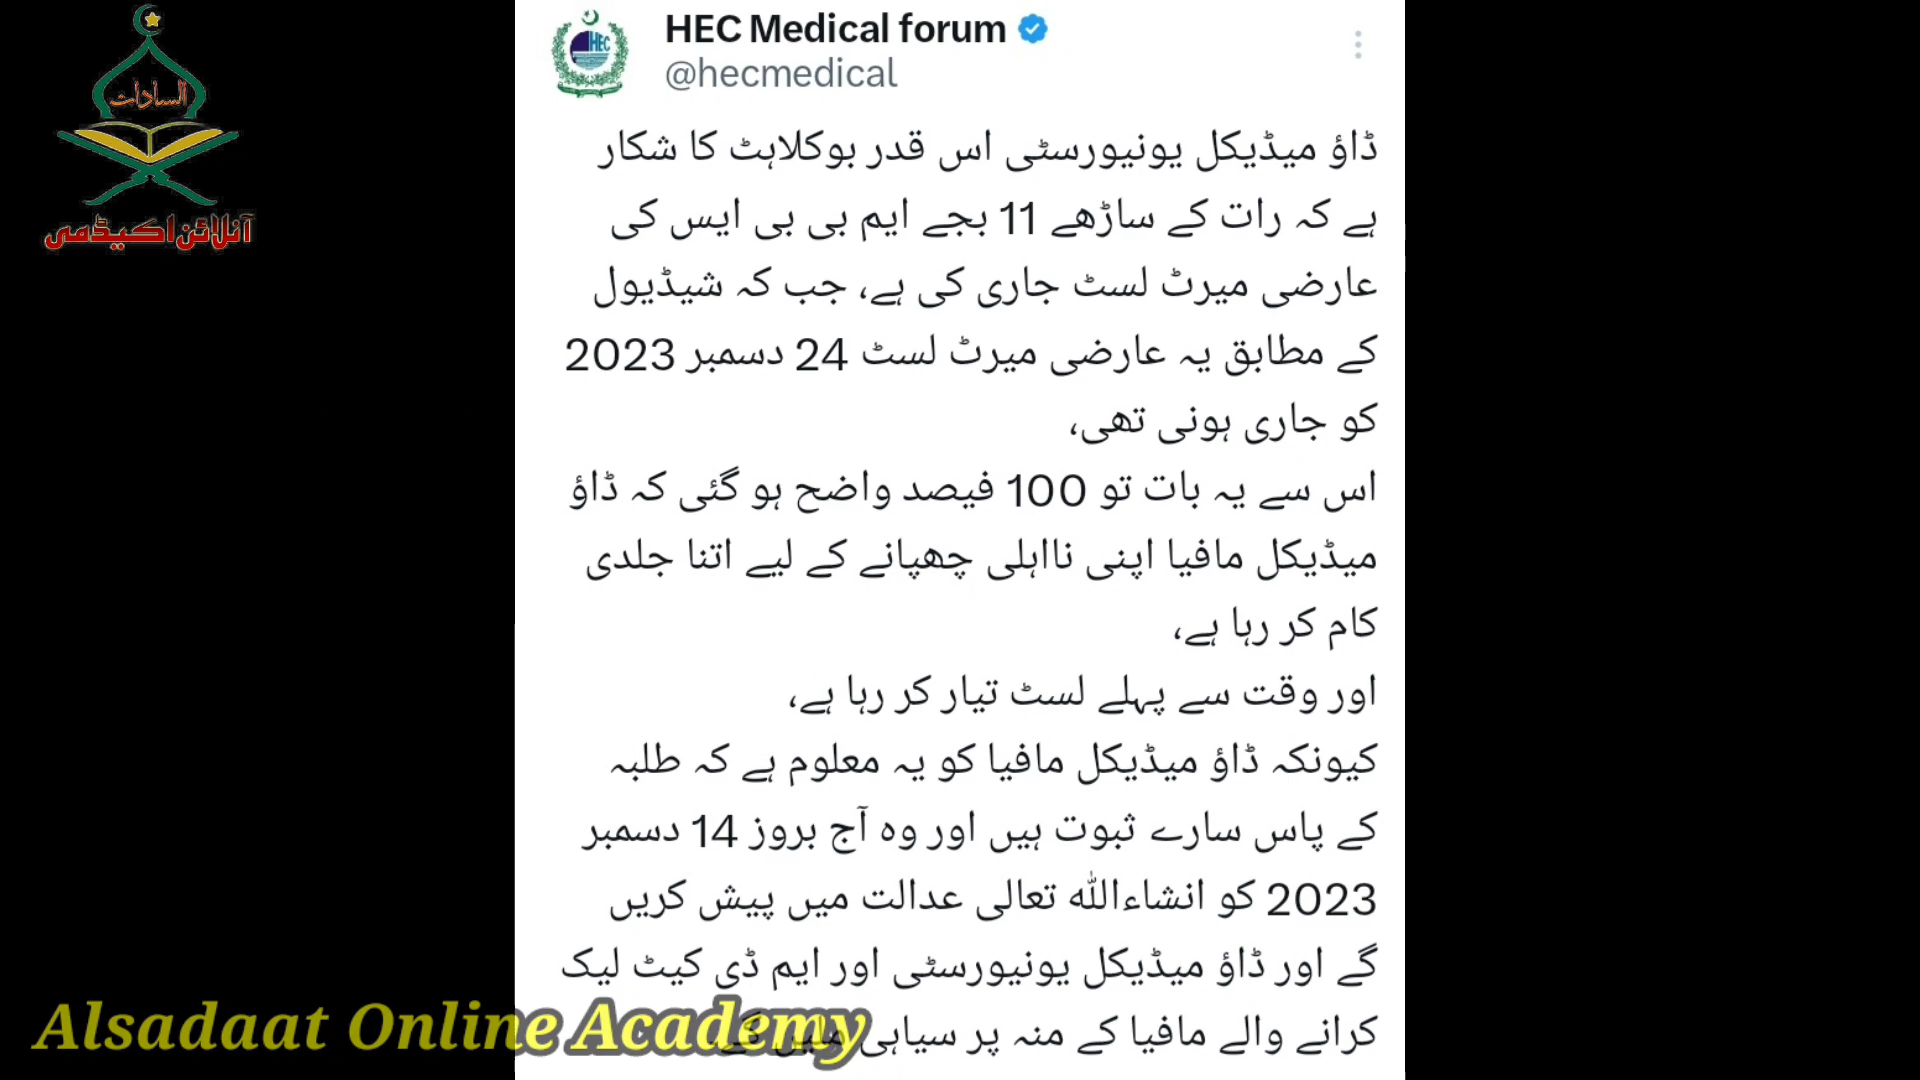 السادات
آنلائن اکیڈمی
HEC
HEC Medical forum
@hecmedical
ڈاؤ میڈیکل یونیورسٹی اس قدر بوکلاہٹ کا شکار
ہے کہ رات کے ساڑھے 11 بجے ایم بی بی ایس کی
عارضی میرٹ لسٹ جاری کی ہے، جب کہ شیڈیول
کے مطابق یہ عارضی میرٹ لسٹ 24 دسمبر 2023
کو جاری ہونی تھی،
اس سے یہ بات تو 100 فیصد واضح ہو گئی کہ ڈاؤ
میڈیکل مافیا اپنی نااہلی چھپانے کے لیے اتنا جلدی
کام کر رہا ہے،
اور وقت سے پہلے لسٹ تیار کر رہا ہے،
کیونکہ ڈاؤ میڈیکل مافیا کو یہ معلوم ہے کہ طلبہ
کے پاس سارے ثبوت ہیں اور وہ آج بروز 14 دسمبر
2023 کو انشاءاللہ تعالی عدالت میں پیش کریں
گے اور ڈاؤ میڈیکل یونیورسٹی اور ایم ڈی کیٹ لیک
کرانے والے مافیا کے منہ پر سیاہی ملیں گے
Alsadaat Online Academy